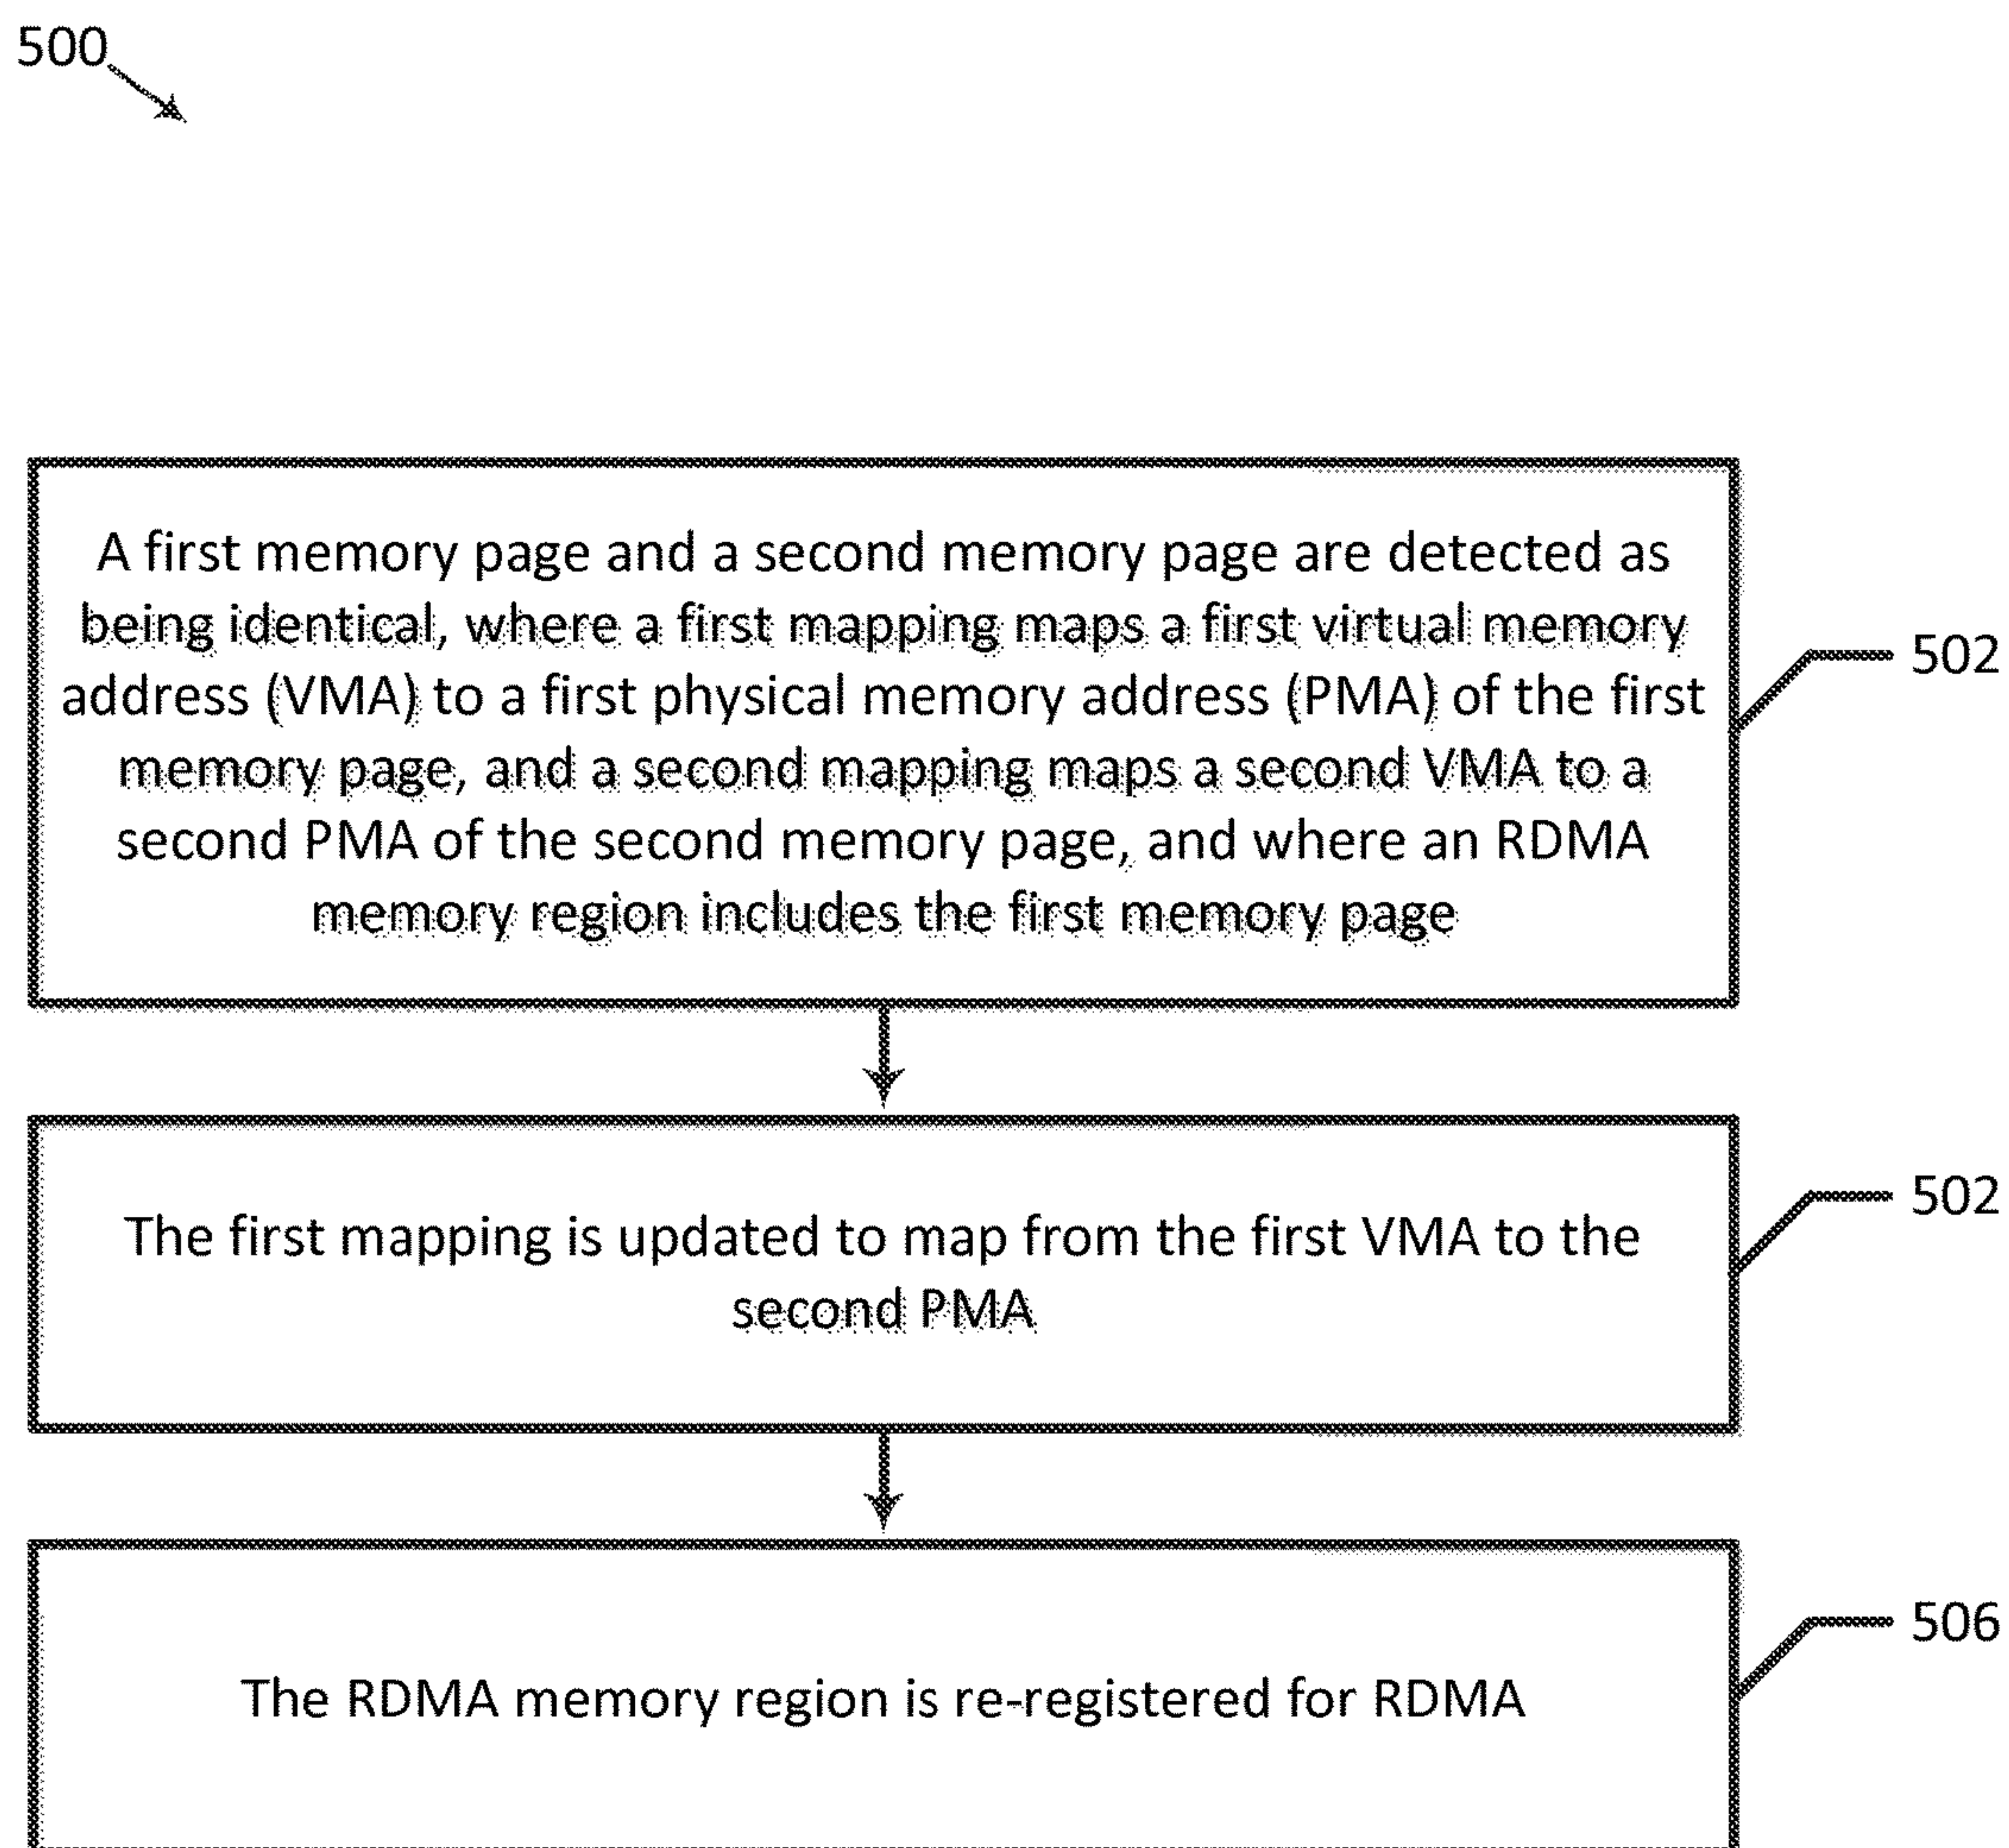 500
A first memory page and a second memory page are detected as
being identical, where a first mapping maps a first virtual memory
address (VMA) to a first physical memory address (PMA) of the first
memory page, and a second mapping maps a second VMA to a
second PMA of the second memory page, and where an RDMA
memory region includes the first memory page
502
The first mapping is updated to map from the first VMA to the
second PMA
502
The RDMA memory region is re-registered for RDMA
506